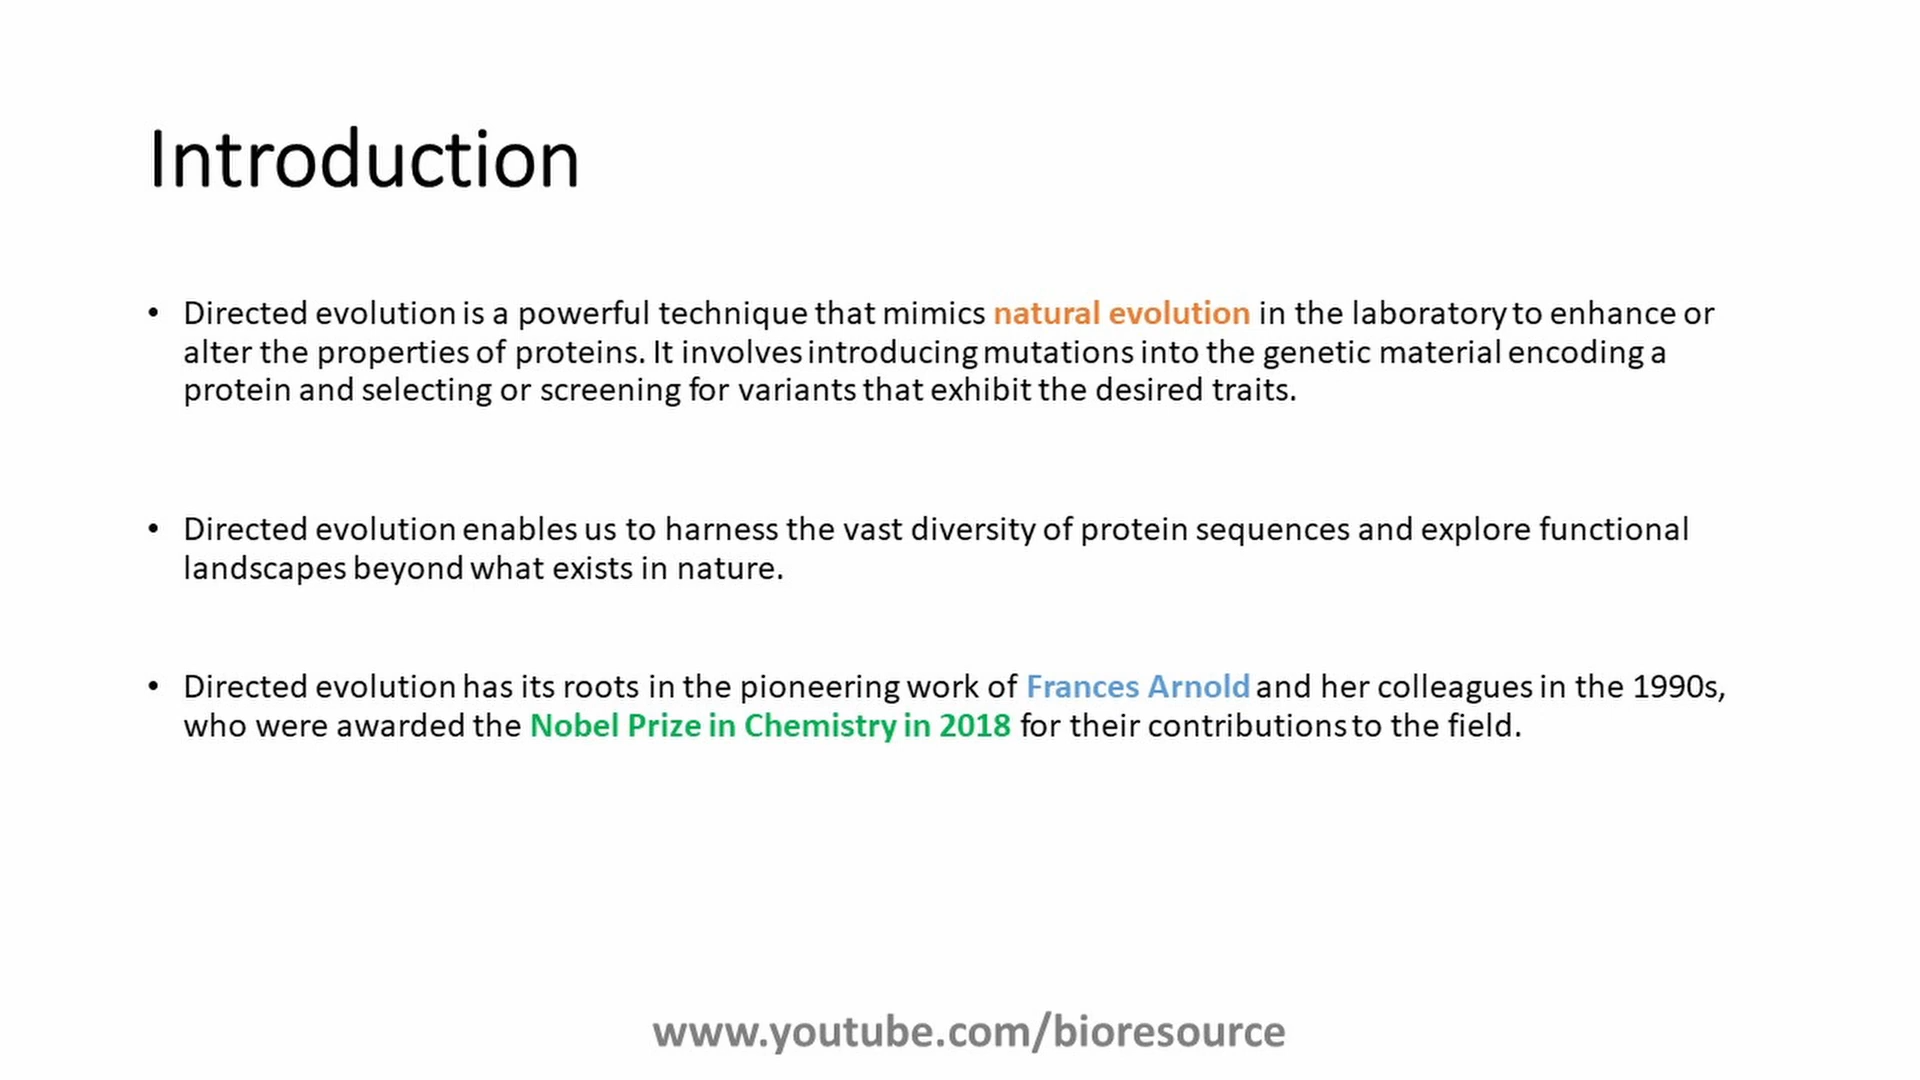 Introduction
• Directed evolution is a powerful technique that mimics natural evolution in the laboratory to enhance or
alter the properties of proteins. It involves introducing mutations into the genetic material encoding a
protein and selecting or screening for variants that exhibit the desired traits.
• Directed evolution enables us to harness the vast diversity of protein sequences and explore functional
landscapes beyond what exists in nature.
• Directed evolution has its roots in the pioneering work of Frances Arnold and her colleagues in the 1990s,
who were awarded the Nobel Prize in Chemistry in 2018 for their contributions to the field.
www.youtube.com/bioresource